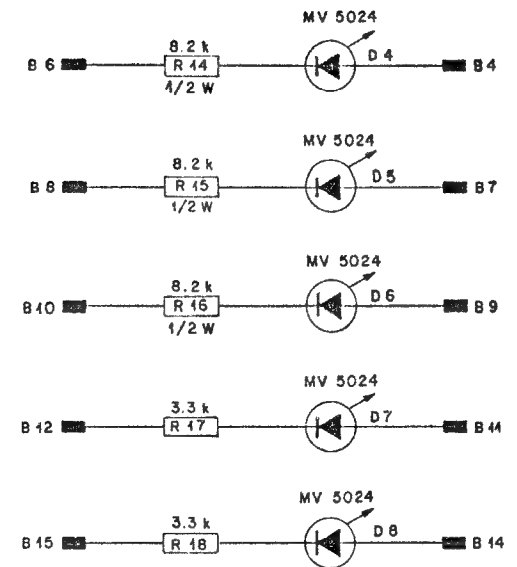 MV 5024
8.2 k
B 6 R 14 D 4 B 4
1/2 W
MV 5024
8.2 k
B 8 R 15 D 5 B 7
1/2 W
MV 5024
8.2 k
B 10 R 16 D 6 B 9
1/2 W
MV 5024
3.3 k
B 12 R 17 D 7 B 11
MV 5024
3.3 k
B 15 R 18 D 8 B 14